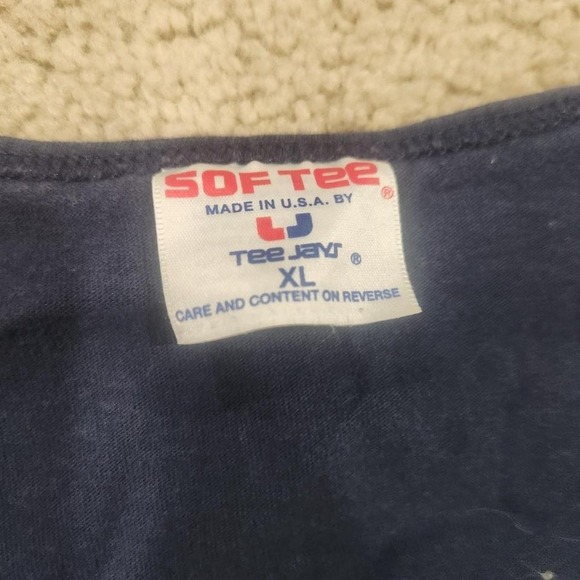 SOF TEE ®
MADE IN U.S.A. BY
TEE JAYS ®
XL
CARE AND CONTENT ON REVERSE